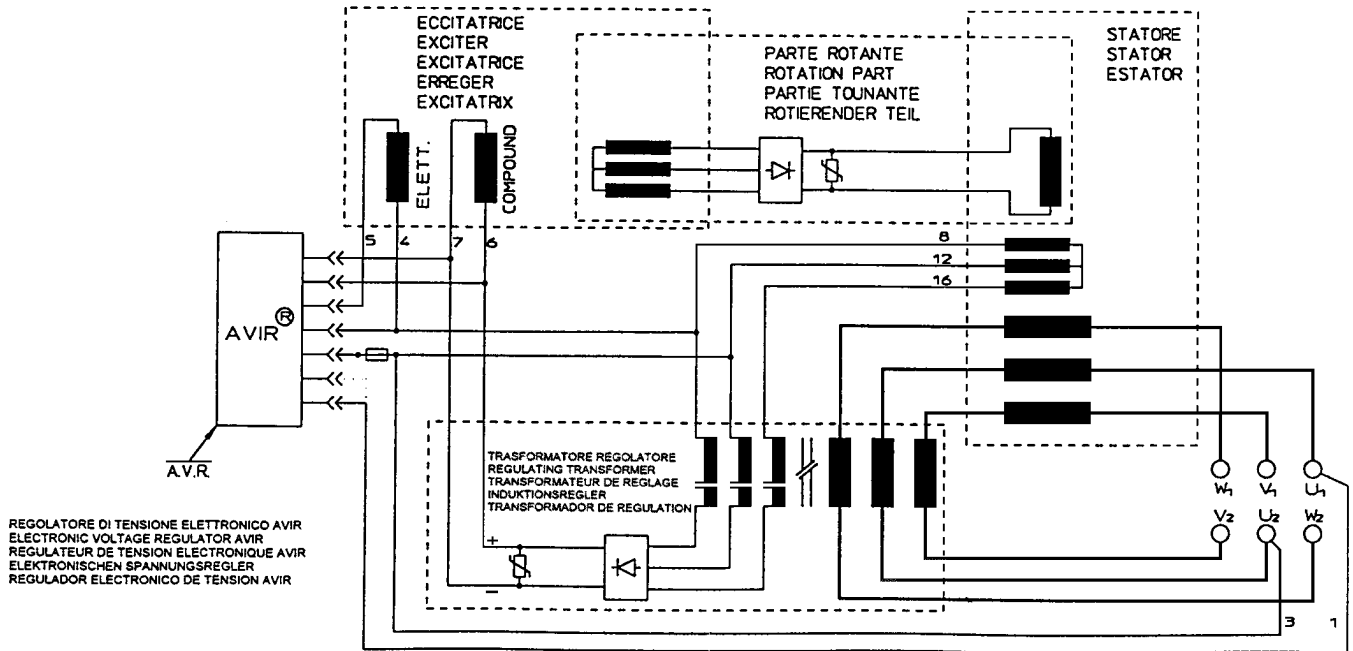 ECCITATRICE
EXCITER
EXCITATRICE
ERREGER
EXCITATRIX
PARTE ROTANTE
ROTATION PART
PARTIE TOUNANTE
ROTIERENDER TEIL
STATORE
STATOR
ESTATOR
ELETT.
COMPOUND
5 4 7 6
8
12
16
AVIR®
A.V.R.
TRASFORMATORE REGOLATORE
REGULATING TRANSFORMER
TRANSFORMATEUR DE REGLAGE
INDUKTIONSREGLER
TRANSFORMADOR DE REGULATION
+
−
W1 V1 U1
V2 U2 W2
3 1
REGOLATORE DI TENSIONE ELETTRONICO AVIR
ELECTRONIC VOLTAGE REGULATOR AVIR
REGULATEUR DE TENSION ELECTRONIQUE AVIR
ELEKTRONISCHEN SPANNUNGSREGLER
REGULADOR ELECTRONICO DE TENSION AVIR